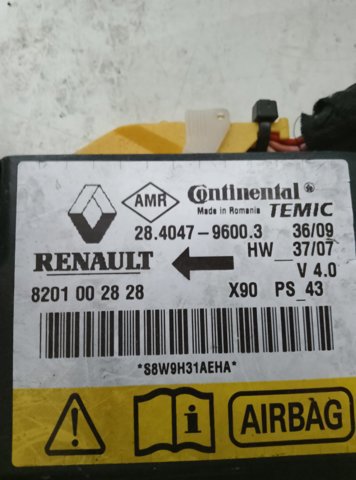 AMR Continental
Made in Romania TEMIC
28.4047-9600.3 36/09
RENAULT HW_37/07
V 4.0
8201 00 28 28 X90 PS_43
*S8W9H31AEHA*
! i AIRBAG